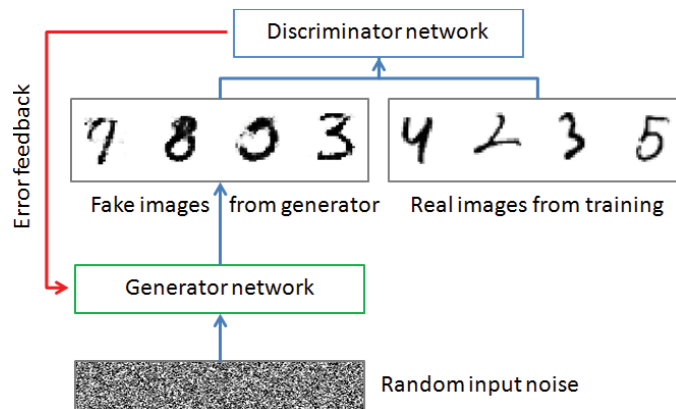 Discriminator network
Error feedback
7 8 0 3
4 2 3 5
Fake images from generator
Real images from training
Generator network
Random input noise